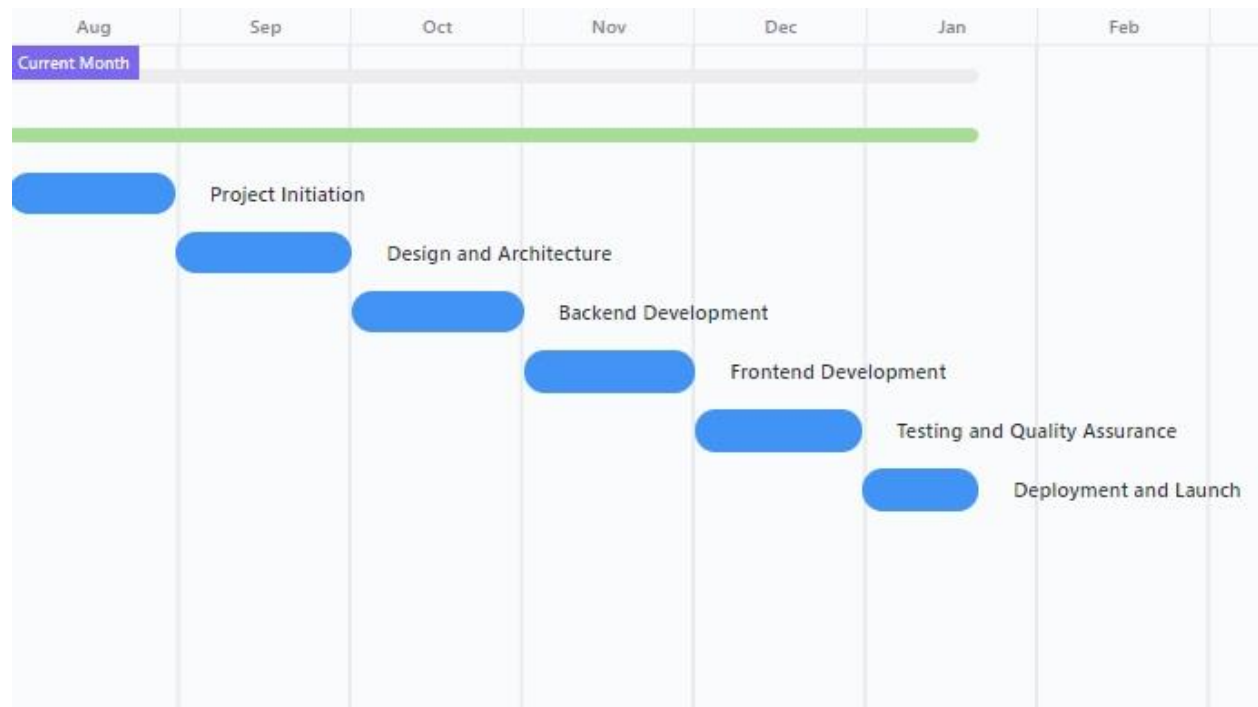 Aug Sep Oct Nov Dec Jan Feb
Current Month
Project Initiation
Design and Architecture
Backend Development
Frontend Development
Testing and Quality Assurance
Deployment and Launch